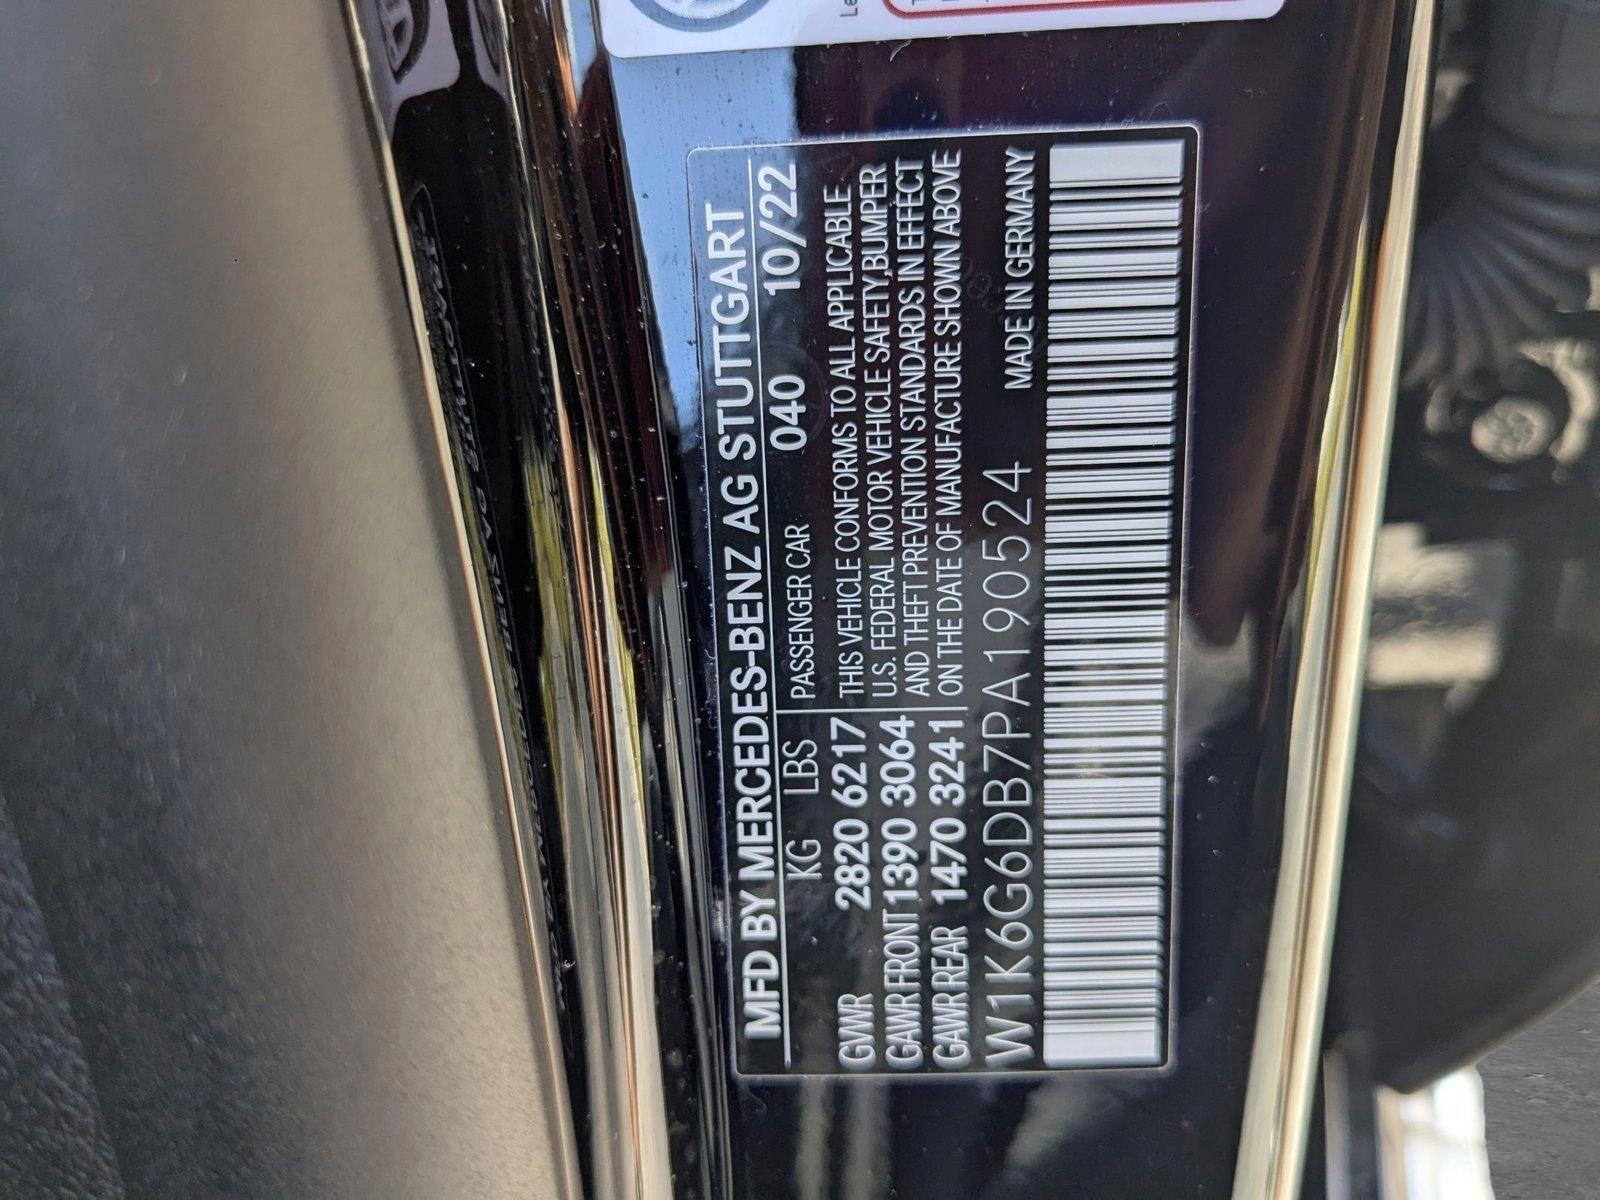 MFD BY MERCEDES-BENZ AG STUTTGART
KG LBS PASSENGER CAR 040 10/22
GVWR 2820 6217
GAWR FRONT 1390 3064
GAWR REAR 1470 3241
THIS VEHICLE CONFORMS TO ALL APPLICABLE
U.S. FEDERAL MOTOR VEHICLE SAFETY,BUMPER
AND THEFT PREVENTION STANDARDS IN EFFECT
ON THE DATE OF MANUFACTURE SHOWN ABOVE
W1K6G6DB7PA190524 MADE IN GERMANY